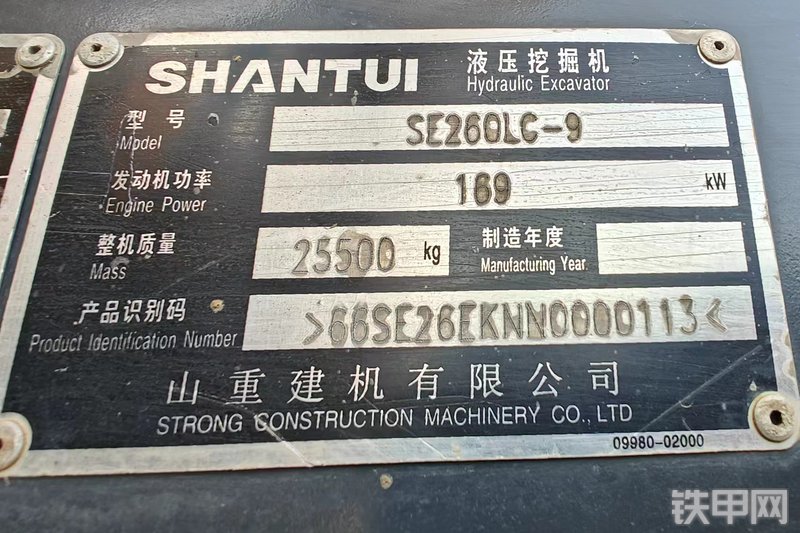 SHANTUI 液压挖掘机
Hydraulic Excavator
型号 SE260LC-9
Model
发动机功率 169 kW
Engine Power
整机质量 25500 kg 制造年度
Mass Manufacturing Year
产品识别码 >66SE26EKNN0000113<
Product Identification Number
山重建机有限公司
STRONG CONSTRUCTION MACHINERY CO.,LTD
09980-02000
铁甲网